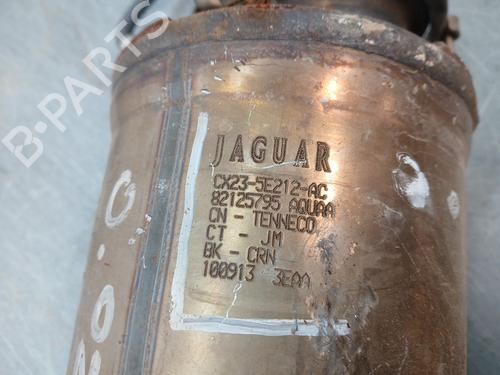 B-PARTS
JAGUAR
CX23-5E212-AC
82125795 AQUAA
CN - TENNECO
CT - JM
BK - CRN
100913 3EAA